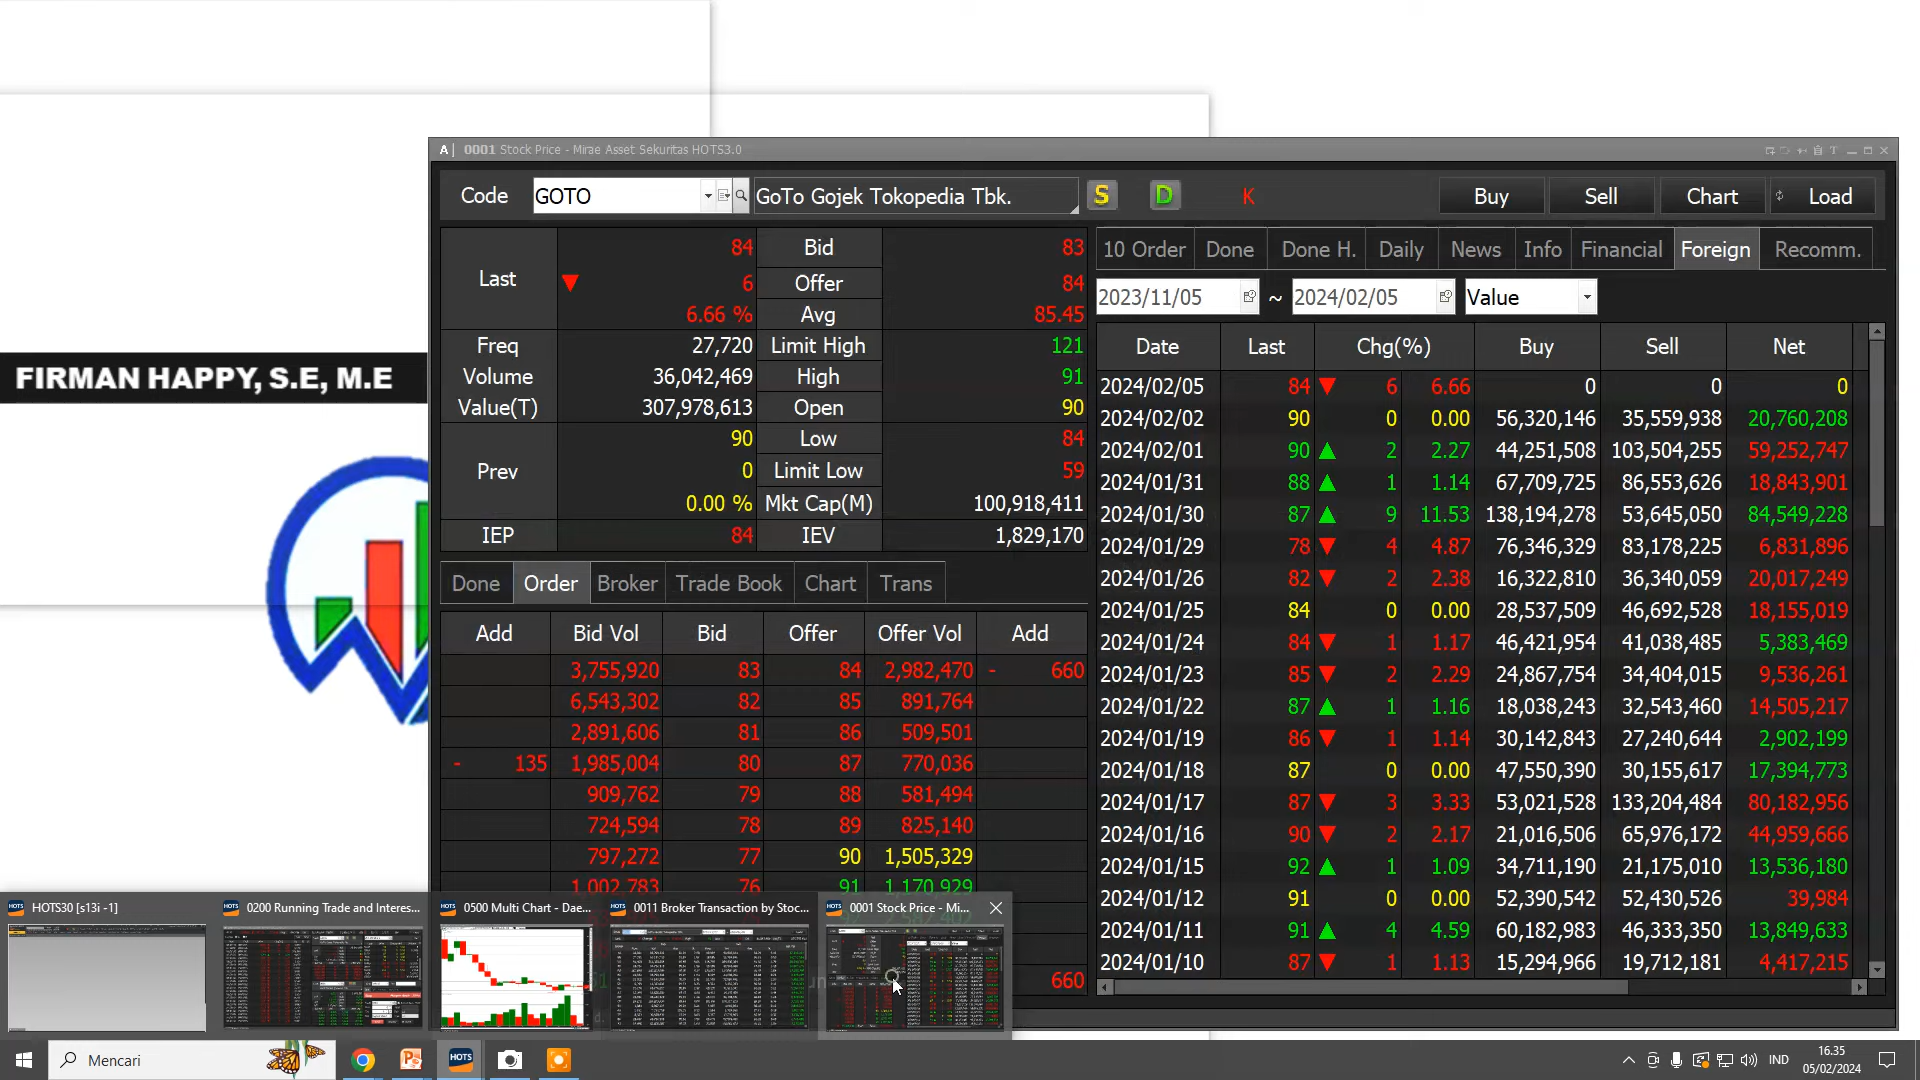 FIRMAN HAPPY, S.E, M.E
A| 0001 Stock Price - Mirae Asset Sekuritas HOTS3.0
Code GOTO GoTo Gojek Tokopedia Tbk. S D K Buy Sell Chart Load
Last 84 Bid 83
6 Offer 84
6.66 % Avg 85.45
Freq 27,720 Limit High 121
Volume 36,042,469 High 91
Value(T) 307,978,613 Open 90
Prev 90 Low 84
0 Limit Low 59
0.00 % Mkt Cap(M) 100,918,411
IEP 84 IEV 1,829,170
Done Order Broker Trade Book Chart Trans
Add Bid Vol Bid Offer Offer Vol Add
3,755,920 83 84 2,982,470 - 660
6,543,302 82 85 891,764
2,891,606 81 86 509,501
- 135 1,985,004 80 87 770,036
909,762 79 88 581,494
724,594 78 89 825,140
797,272 77 90 1,505,329
1,002,783 76 91 1,170,929
660
10 Order Done Done H. Daily News Info Financial Foreign Recomm.
2023/11/05 ~ 2024/02/05 Value
Date Last Chg(%) Buy Sell Net
2024/02/05 84 ▼ 6 6.66 0 0 0
2024/02/02 90 0 0.00 56,320,146 35,559,938 20,760,208
2024/02/01 90 ▲ 2 2.27 44,251,508 103,504,255 59,252,747
2024/01/31 88 ▲ 1 1.14 67,709,725 86,553,626 18,843,901
2024/01/30 87 ▲ 9 11.53 138,194,278 53,645,050 84,549,228
2024/01/29 78 ▼ 4 4.87 76,346,329 83,178,225 6,831,896
2024/01/26 82 ▼ 2 2.38 16,322,810 36,340,059 20,017,249
2024/01/25 84 0 0.00 28,537,509 46,692,528 18,155,019
2024/01/24 84 ▼ 1 1.17 46,421,954 41,038,485 5,383,469
2024/01/23 85 ▼ 2 2.29 24,867,754 34,404,015 9,536,261
2024/01/22 87 ▲ 1 1.16 18,038,243 32,543,460 14,505,217
2024/01/19 86 ▼ 1 1.14 30,142,843 27,240,644 2,902,199
2024/01/18 87 0 0.00 47,550,390 30,155,617 17,394,773
2024/01/17 87 ▼ 3 3.33 53,021,528 133,204,484 80,182,956
2024/01/16 90 ▼ 2 2.17 21,016,506 65,976,172 44,959,666
2024/01/15 92 ▲ 1 1.09 34,711,190 21,175,010 13,536,180
2024/01/12 91 0 0.00 52,390,542 52,430,526 39,984
2024/01/11 91 ▲ 4 4.59 60,182,983 46,333,350 13,849,633
2024/01/10 87 ▼ 1 1.13 15,294,966 19,712,181 4,417,215
HOTS30 [s13i -1]
0200 Running Trade and Interes...
0500 Multi Chart - Dae...
0011 Broker Transaction by Stoc...
0001 Stock Price - Mi...
Mencari
HOTS
IND
16.35
05/02/2024